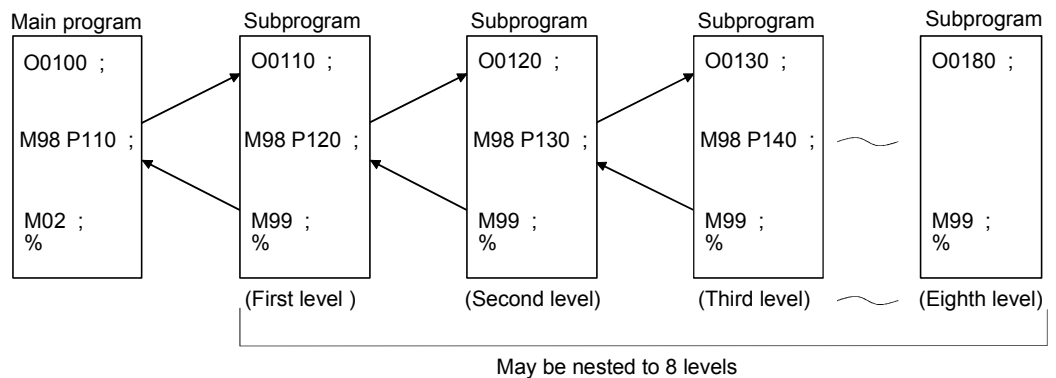 Main program
O0100 ;
M98 P110 ;
M02 ;
%
Subprogram
O0110 ;
M98 P120 ;
M99 ;
%
(First level )
Subprogram
O0120 ;
M98 P130 ;
M99 ;
%
(Second level)
Subprogram
O0130 ;
M98 P140 ;
M99 ;
%
(Third level)
Subprogram
O0180 ;
M99 ;
%
(Eighth level)
May be nested to 8 levels